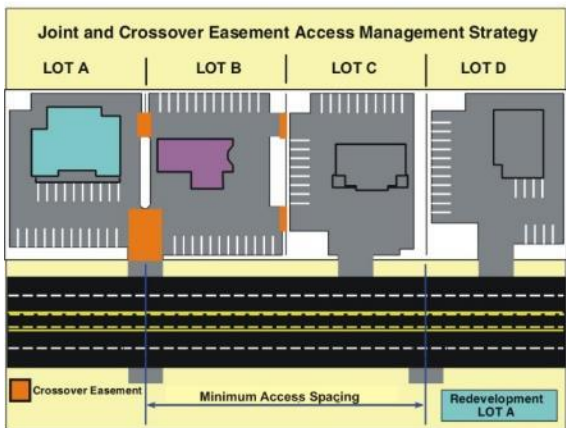 Joint and Crossover Easement Access Management Strategy
LOT A
LOT B
LOT C
LOT D
Crossover Easement
Minimum Access Spacing
Redevelopment
LOT A